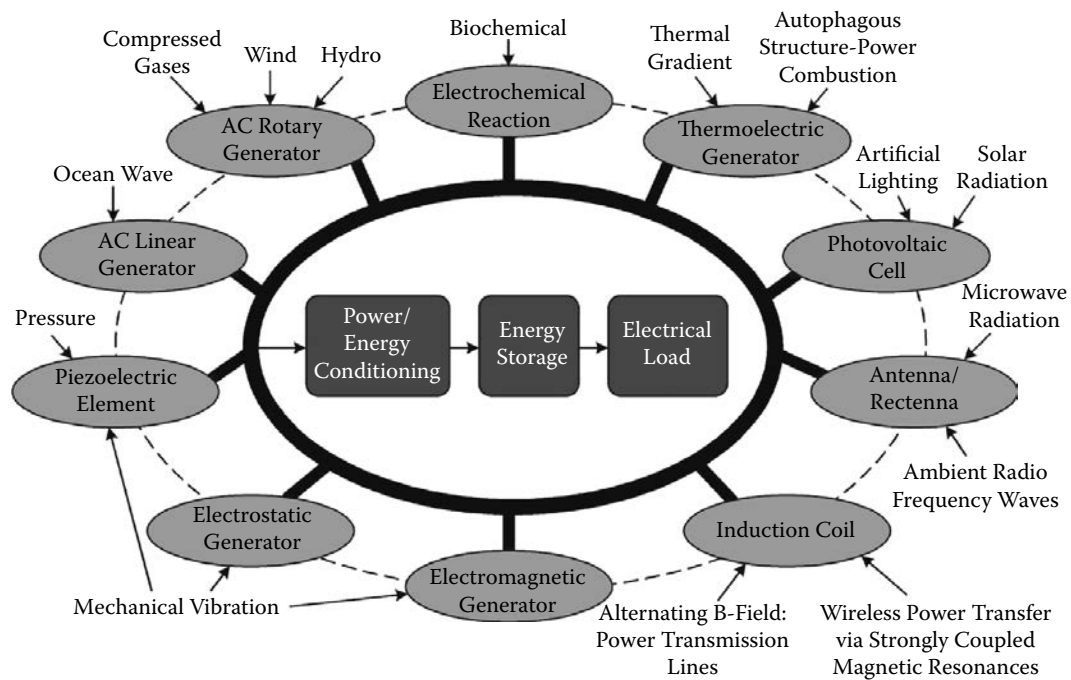 Compressed
Gases
Wind
Hydro
Biochemical
Thermal
Gradient
Autophagous
Structure-Power
Combustion
AC Rotary
Generator
Electrochemical
Reaction
Thermoelectric
Generator
Ocean Wave
Artificial
Lighting
Solar
Radiation
AC Linear
Generator
Photovoltaic
Cell
Pressure
Power/
Energy
Conditioning
Energy
Storage
Electrical
Load
Microwave
Radiation
Piezoelectric
Element
Antenna/
Rectenna
Ambient Radio
Frequency Waves
Electrostatic
Generator
Induction Coil
Electromagnetic
Generator
Mechanical Vibration
Alternating B-Field:
Power Transmission
Lines
Wireless Power Transfer
via Strongly Coupled
Magnetic Resonances